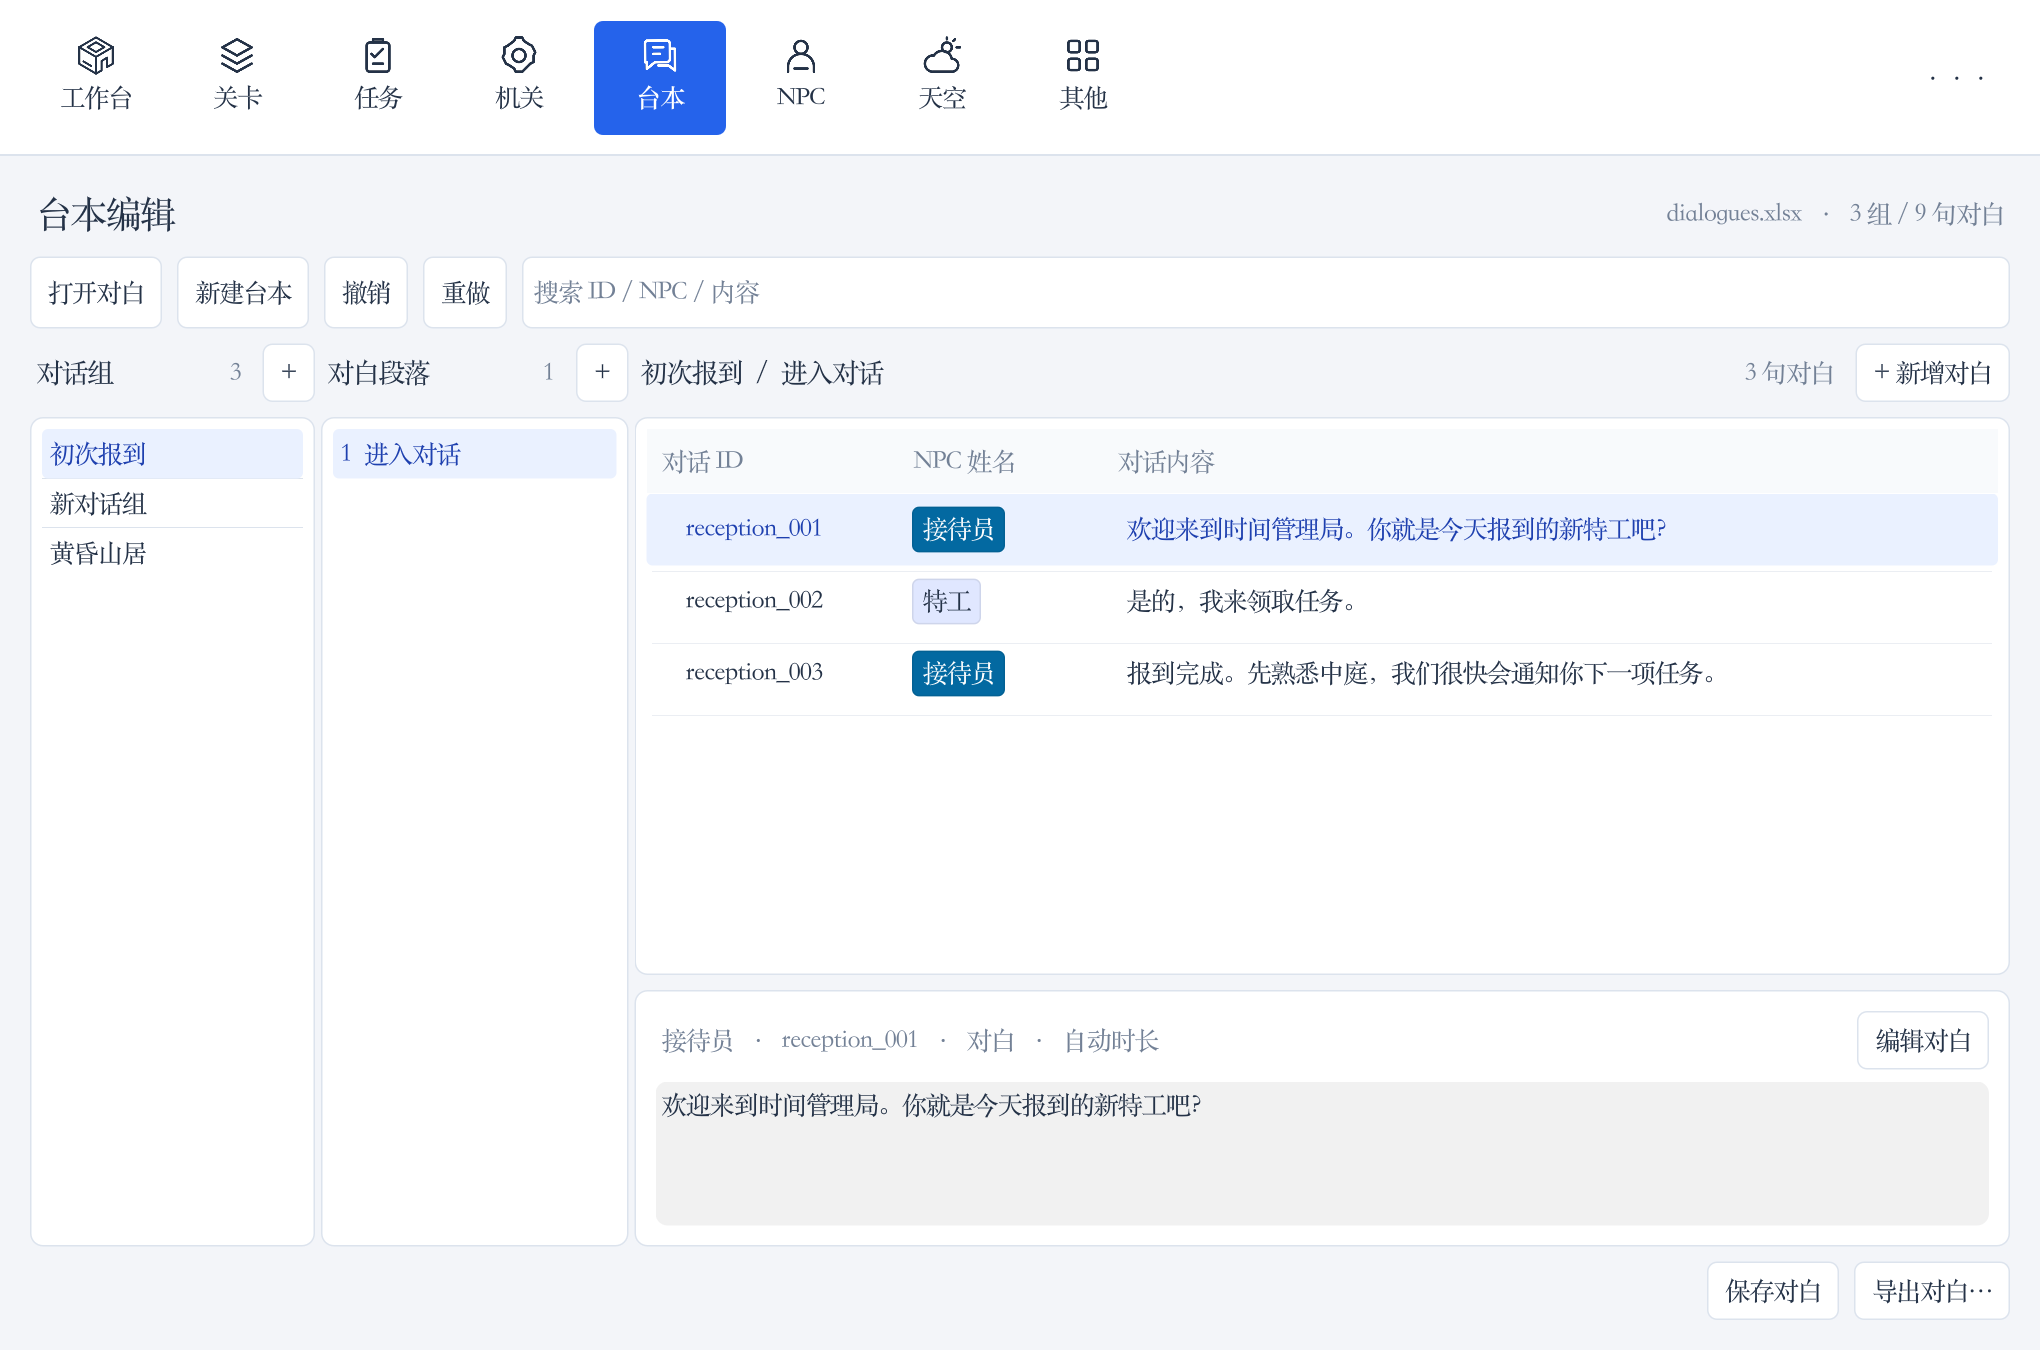 工作台
关卡
任务
机关
台本
NPC
天空
其他
· · ·
台本编辑
dialogues.xlsx · 3 组 / 9 句对白
打开对白
新建台本
撤销
重做
搜索 ID / NPC / 内容
对话组 3 +
对白段落 1 +
初次报到 / 进入对话
3 句对白
+ 新增对白
初次报到
新对话组
黄昏山居
1 进入对话
对话 ID NPC 姓名 对话内容
reception_001 接待员 欢迎来到时间管理局。你就是今天报到的新特工吧?
reception_002 特工 是的，我来领取任务。
reception_003 接待员 报到完成。先熟悉中庭，我们很快会通知你下一项任务。
接待员 · reception_001 · 对白 · 自动时长
编辑对白
欢迎来到时间管理局。你就是今天报到的新特工吧?
保存对白
导出对白···